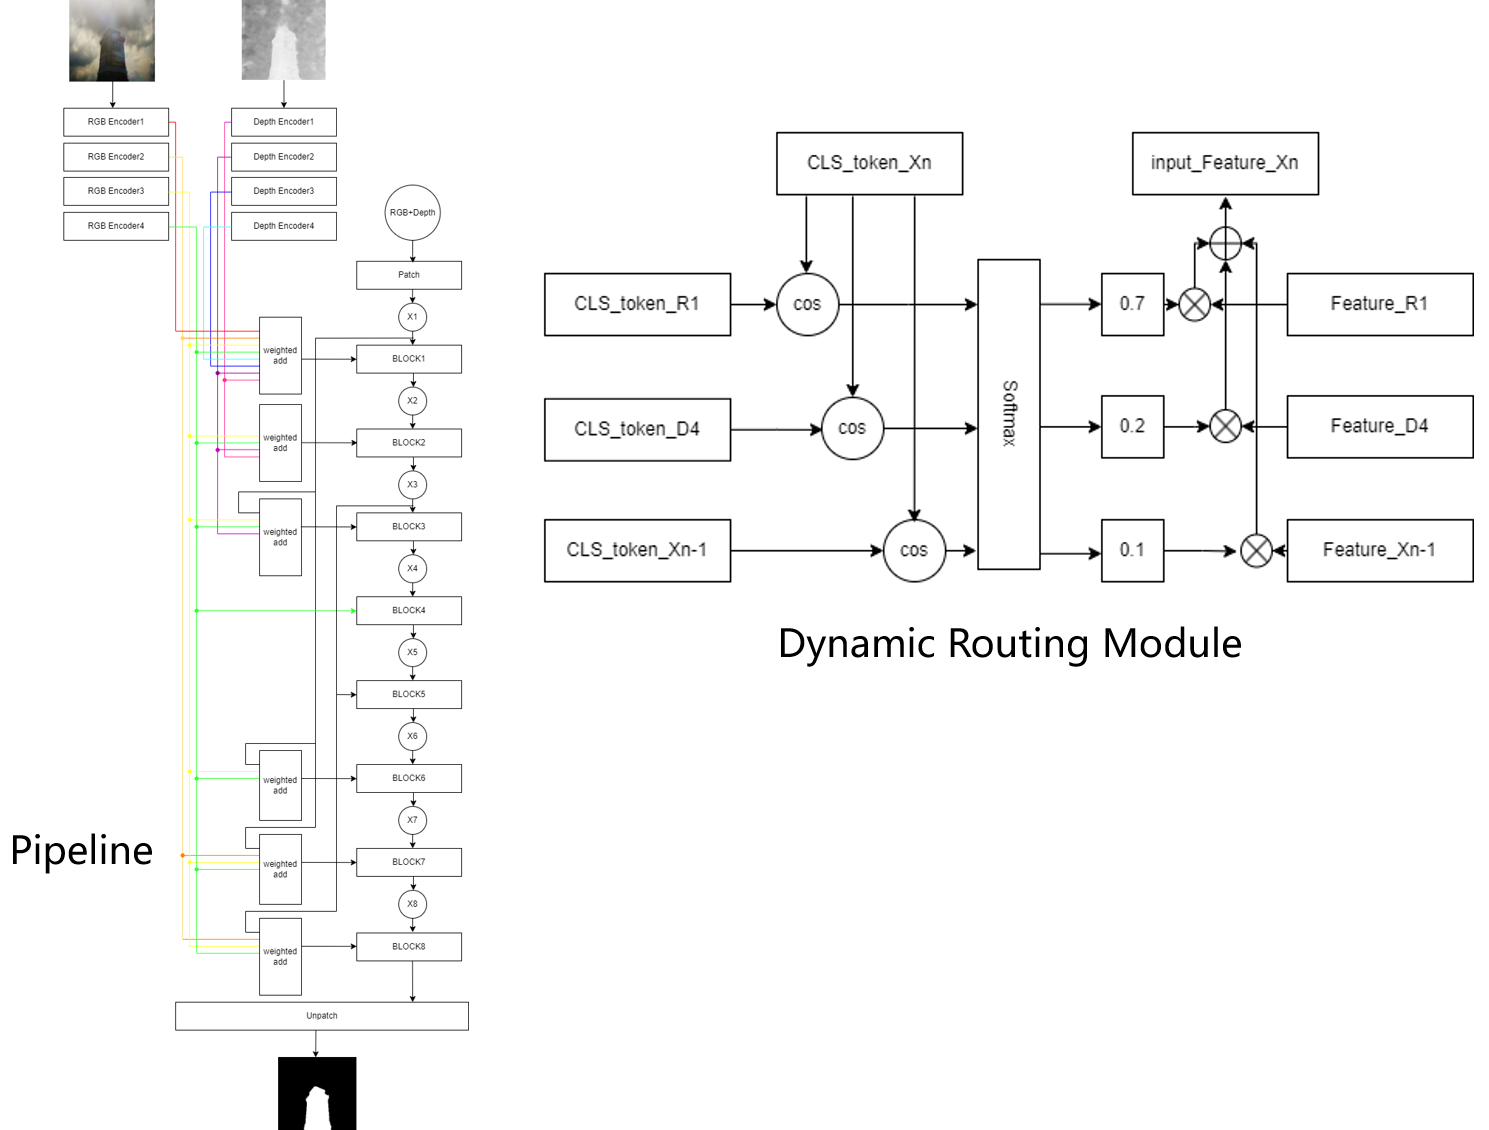 RGB Encoder1
RGB Encoder2
RGB Encoder3
RGB Encoder4
Depth Encoder1
Depth Encoder2
Depth Encoder3
Depth Encoder4
RGB+Depth
Patch
X1
weighted
add
BLOCK1
X2
weighted
add
BLOCK2
X3
weighted
add
BLOCK3
X4
BLOCK4
X5
BLOCK5
X6
weighted
add
BLOCK6
X7
weighted
add
BLOCK7
X8
weighted
add
BLOCK8
Unpatch
Pipeline
CLS_token_Xn
input_Feature_Xn
CLS_token_R1
cos
0.7
Feature_R1
CLS_token_D4
cos
Softmax
0.2
Feature_D4
CLS_token_Xn-1
cos
0.1
Feature_Xn-1
Dynamic Routing Module